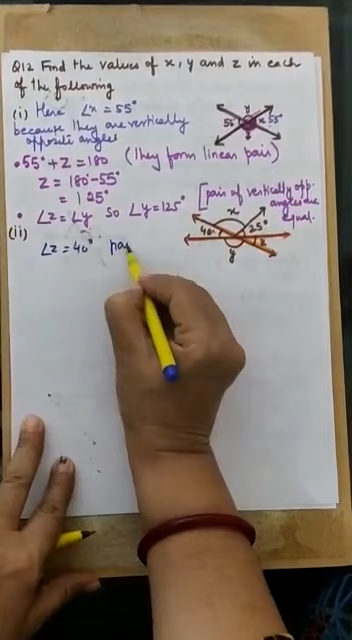 Q12 Find the values of x, y and z in each
of the following
(i) Here ∠x = 55°
because they are vertically
opposite angles
y
55° x 55°
• 55° + Z = 180 (They form linear pair)
Z = 180 - 55°
= 125°
• ∠Z = ∠y So ∠y = 125° [pair of vertically opp.
angles are
equal.
(ii)
x
40° 25°
z
y
∠Z = 40° pa